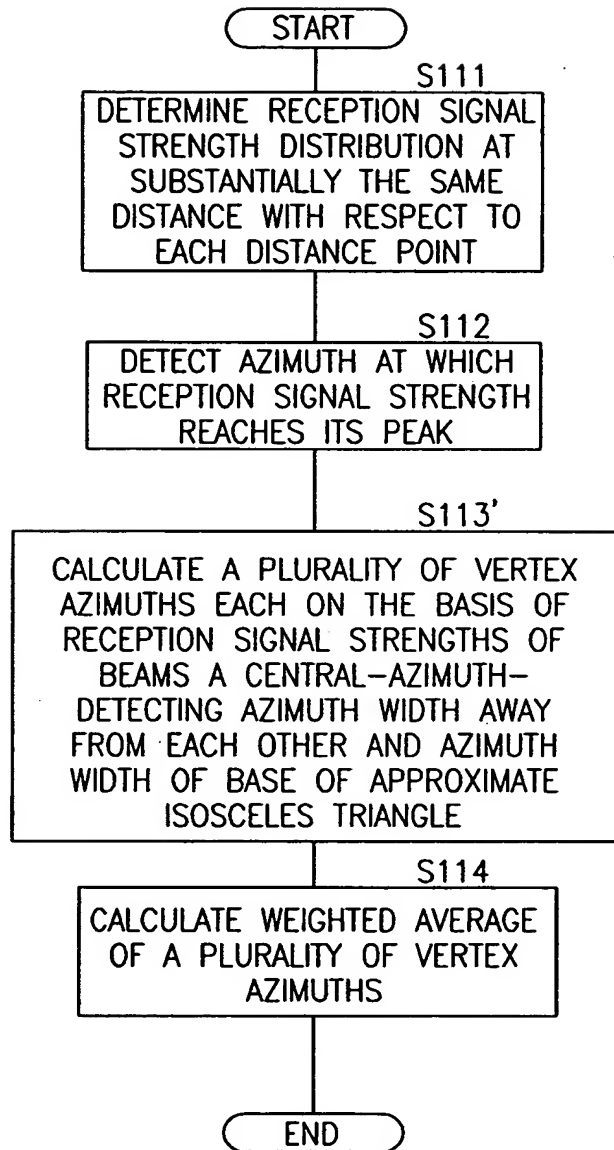 START
S111
DETERMINE RECEPTION SIGNAL
STRENGTH DISTRIBUTION AT
SUBSTANTIALLY THE SAME
DISTANCE WITH RESPECT TO
EACH DISTANCE POINT
S112
DETECT AZIMUTH AT WHICH
RECEPTION SIGNAL STRENGTH
REACHES ITS PEAK
S113'
CALCULATE A PLURALITY OF VERTEX
AZIMUTHS EACH ON THE BASIS OF
RECEPTION SIGNAL STRENGTHS OF
BEAMS A CENTRAL-AZIMUTH-
DETECTING AZIMUTH WIDTH AWAY
FROM EACH OTHER AND AZIMUTH
WIDTH OF BASE OF APPROXIMATE
ISOSCELES TRIANGLE
S114
CALCULATE WEIGHTED AVERAGE
OF A PLURALITY OF VERTEX
AZIMUTHS
END